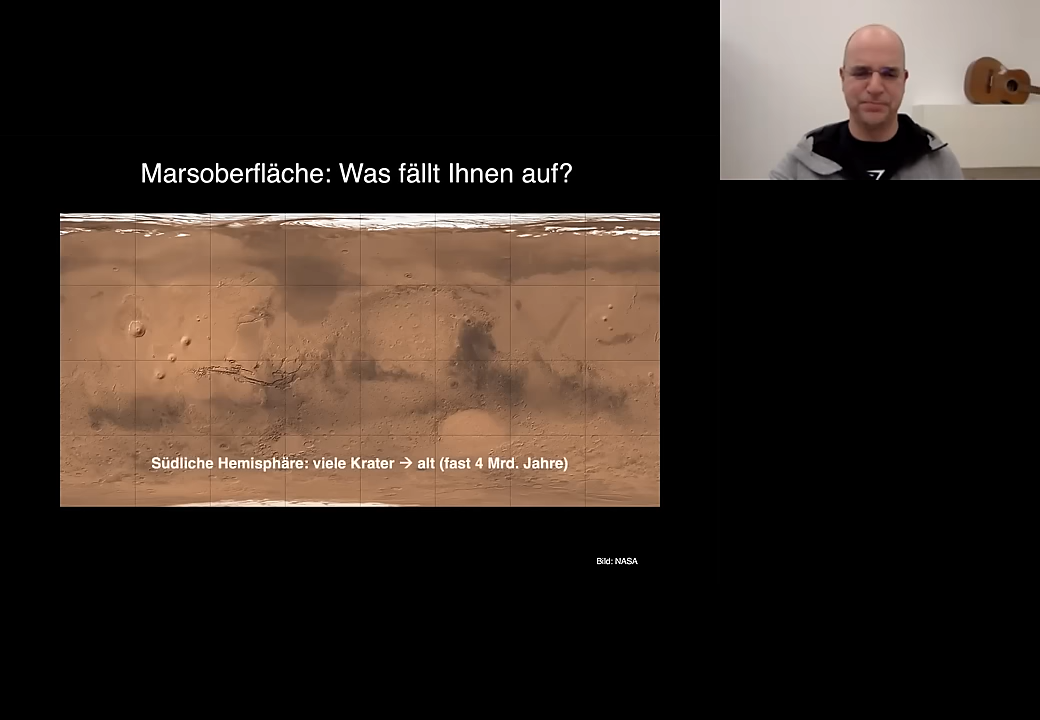 Marsoberfläche: Was fällt Ihnen auf?
Südliche Hemisphäre: viele Krater → alt (fast 4 Mrd. Jahre)
Bild: NASA